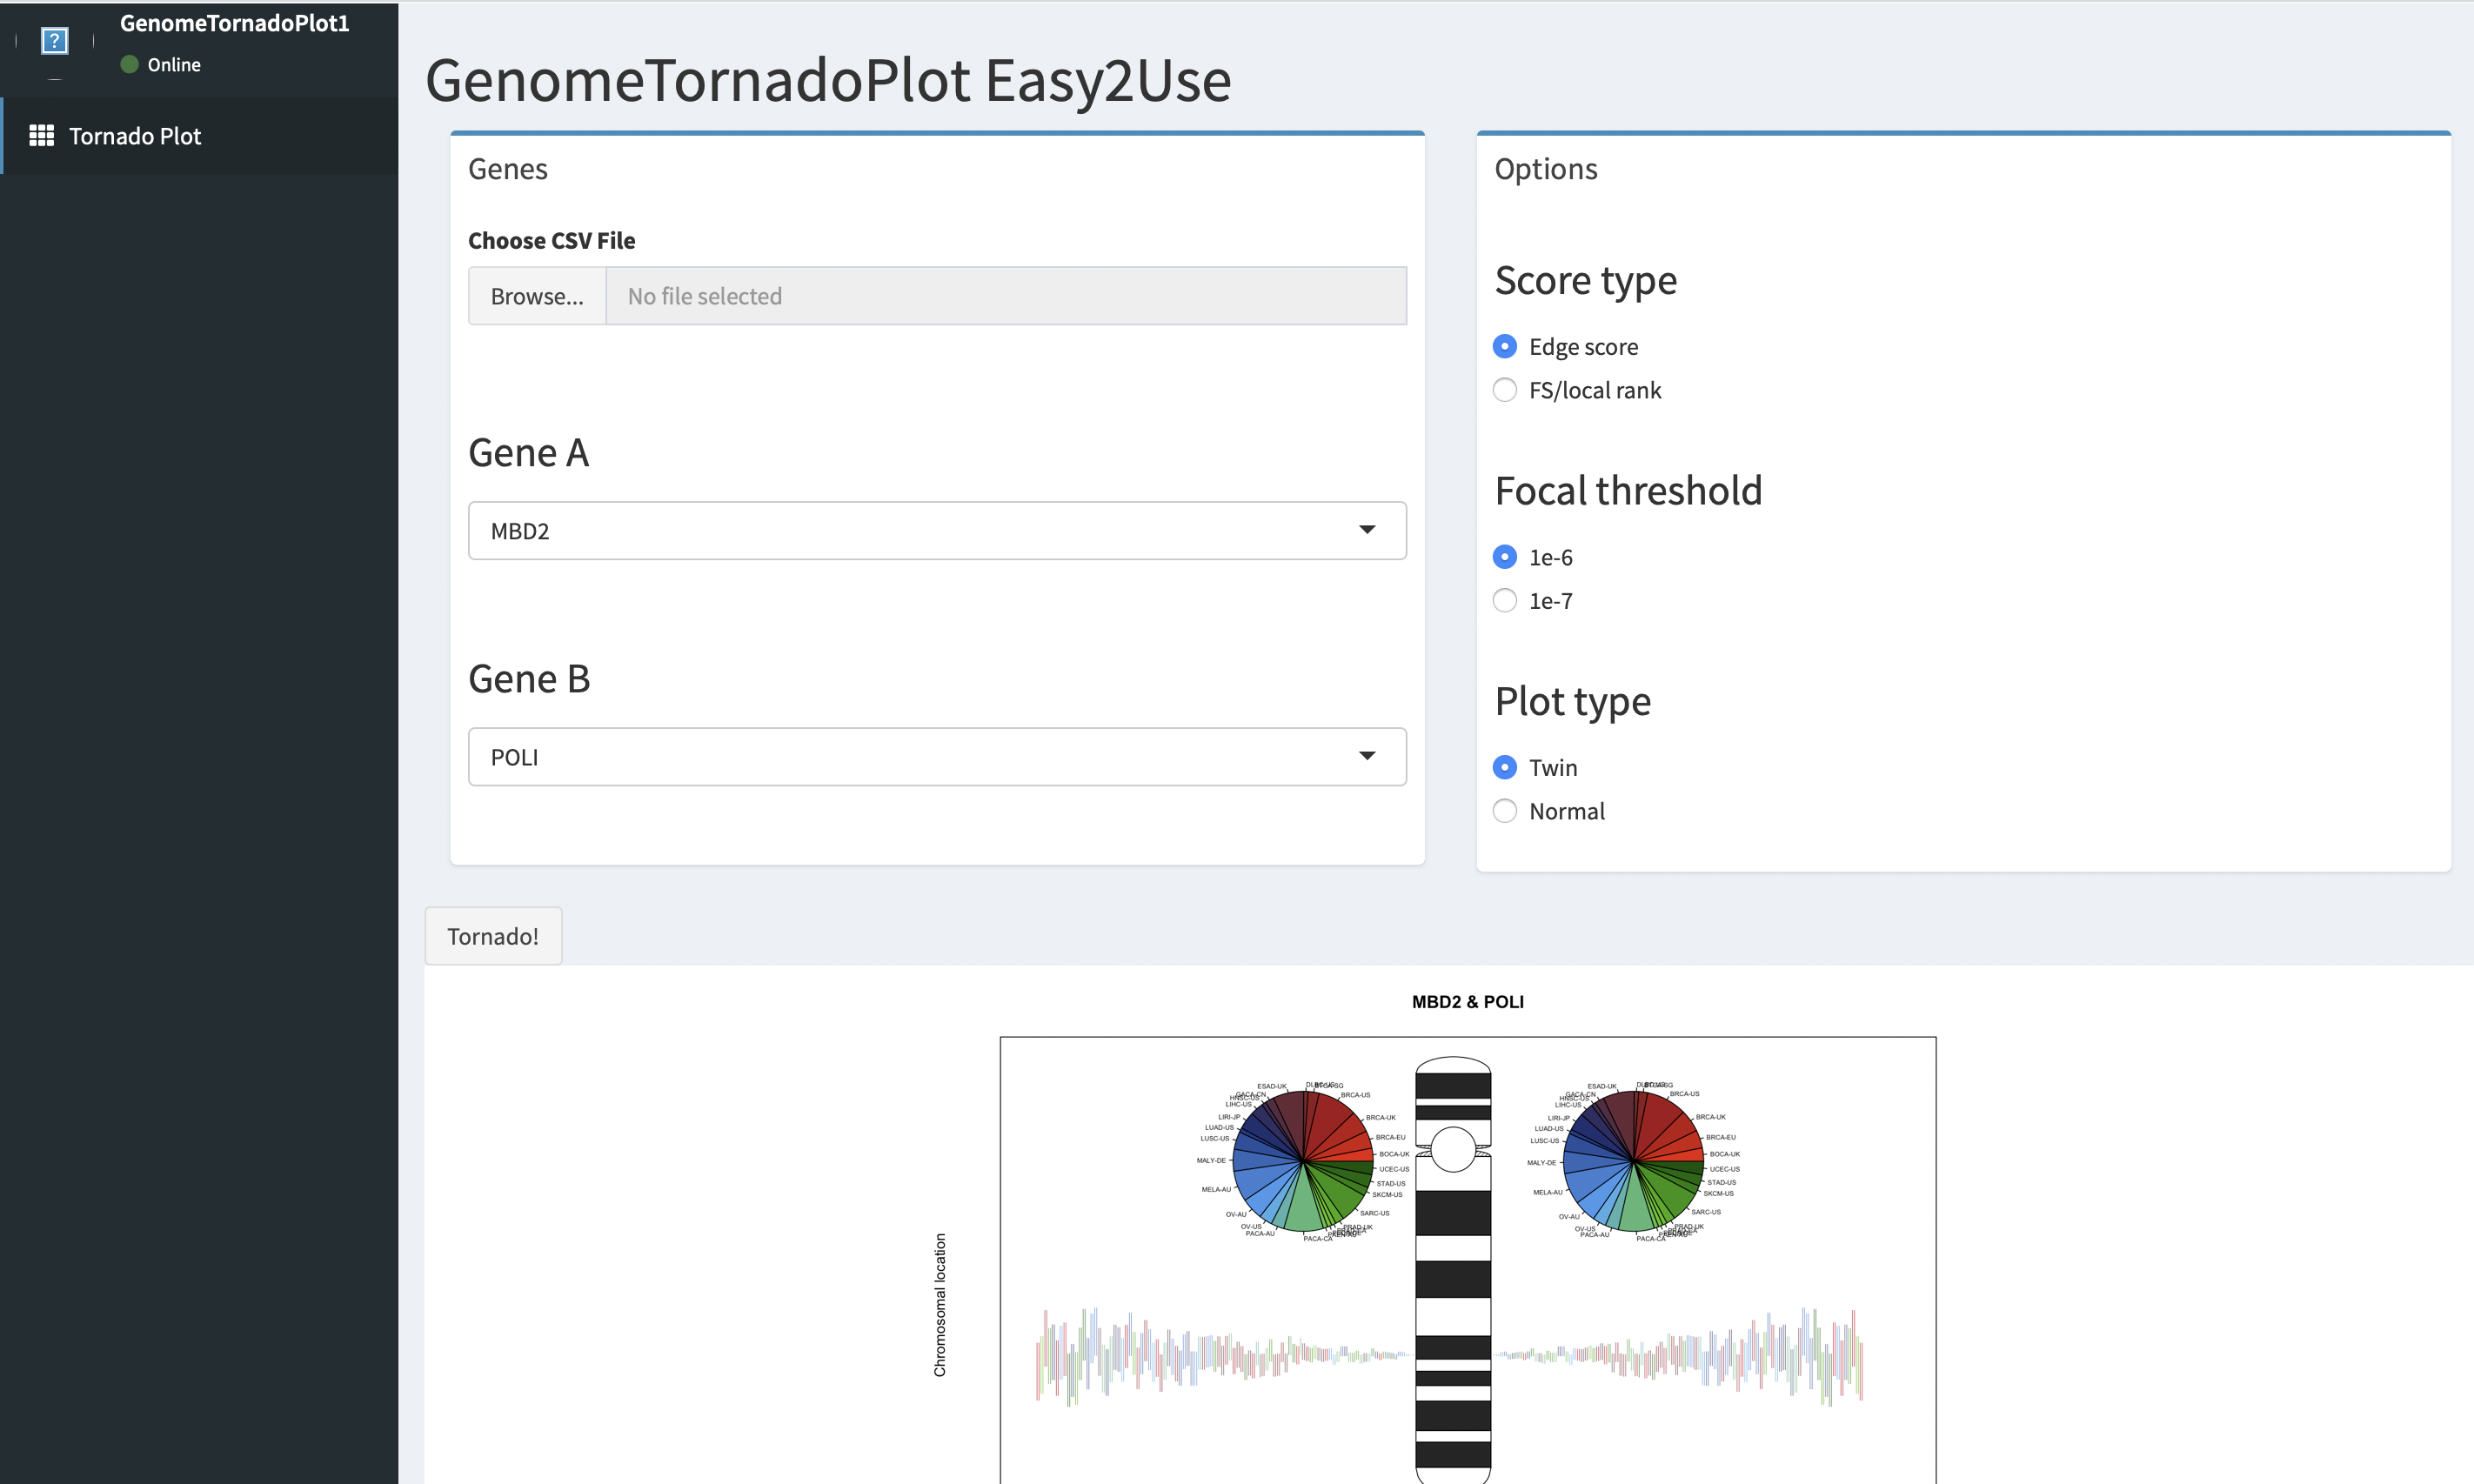 GenomeTornadoPlot1
Online
Tornado Plot
GenomeTornadoPlot Easy2Use
Genes
Choose CSV File
Browse...
No file selected
Gene A
MBD2
Gene B
POLI
Options
Score type
Edge score
FS/local rank
Focal threshold
1e-6
1e-7
Plot type
Twin
Normal
Tornado!
MBD2 & POLI
Chromosomal location
ESAD-UK
BRCA-US
HNSC-US
LIHC-US
LIRI-JP
BRCA-UK
LUAD-US
LUSC-US
BRCA-EU
MALY-DE
BOCA-UK
UCEC-US
STAD-US
MELA-AU
SKCM-US
OV-AU
SARC-US
OV-US
PACA-AU
PACA-CA
PRAD-UK
ESAD-UK
BRCA-US
HNSC-US
LIHC-US
LIRI-JP
BRCA-UK
LUAD-US
LUSC-US
BRCA-EU
MALY-DE
BOCA-UK
UCEC-US
STAD-US
MELA-AU
SKCM-US
OV-AU
SARC-US
OV-US
PACA-AU
PACA-CA
PRAD-UK